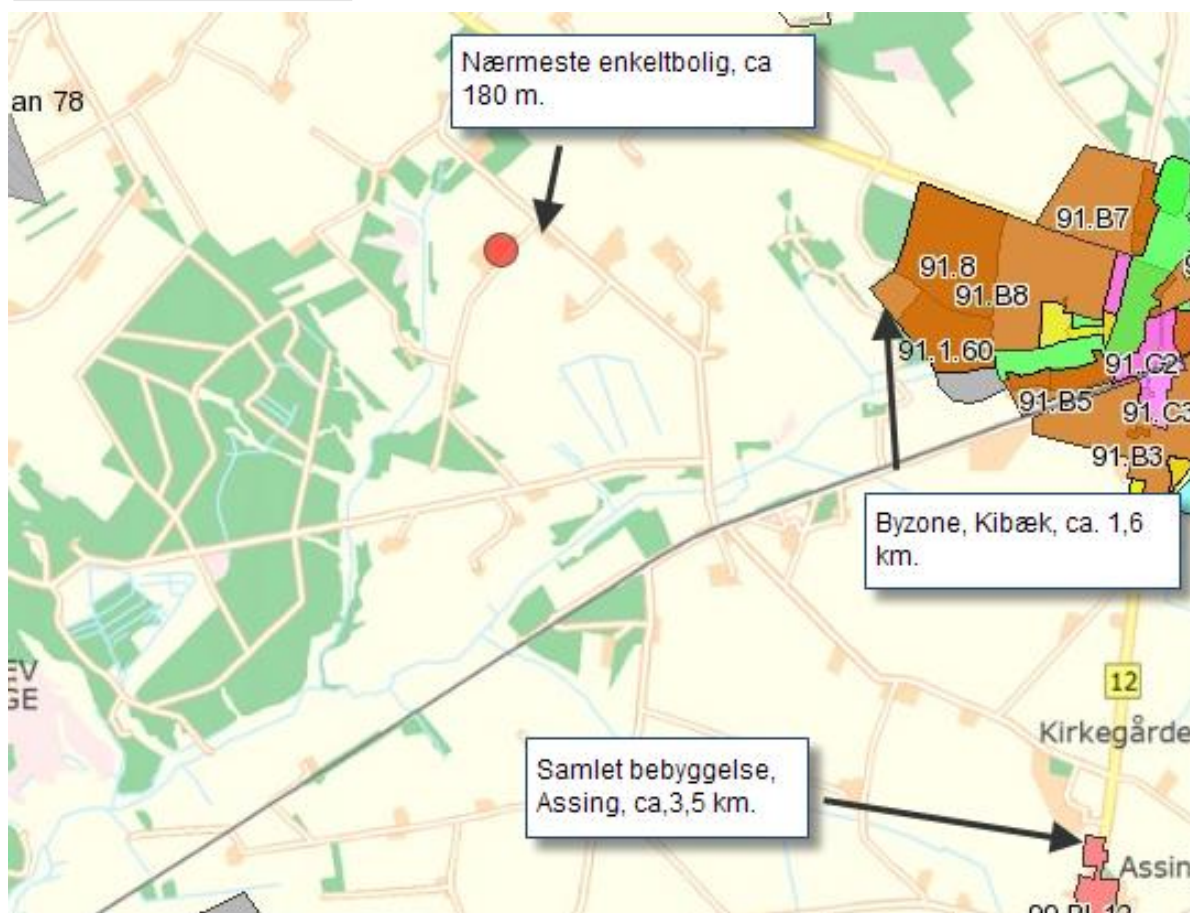 Nærmeste enkeltbolig, ca
180 m.
an 78
91.B7
91.8
91.B8
91.1.60
91.C2
91.B5
91.C3
91.B3
Byzone, Kibæk, ca. 1,6
km.
EV
GE
12
Kirkegårde
Samlet bebyggelse,
Assing, ca,3,5 km.
Assin